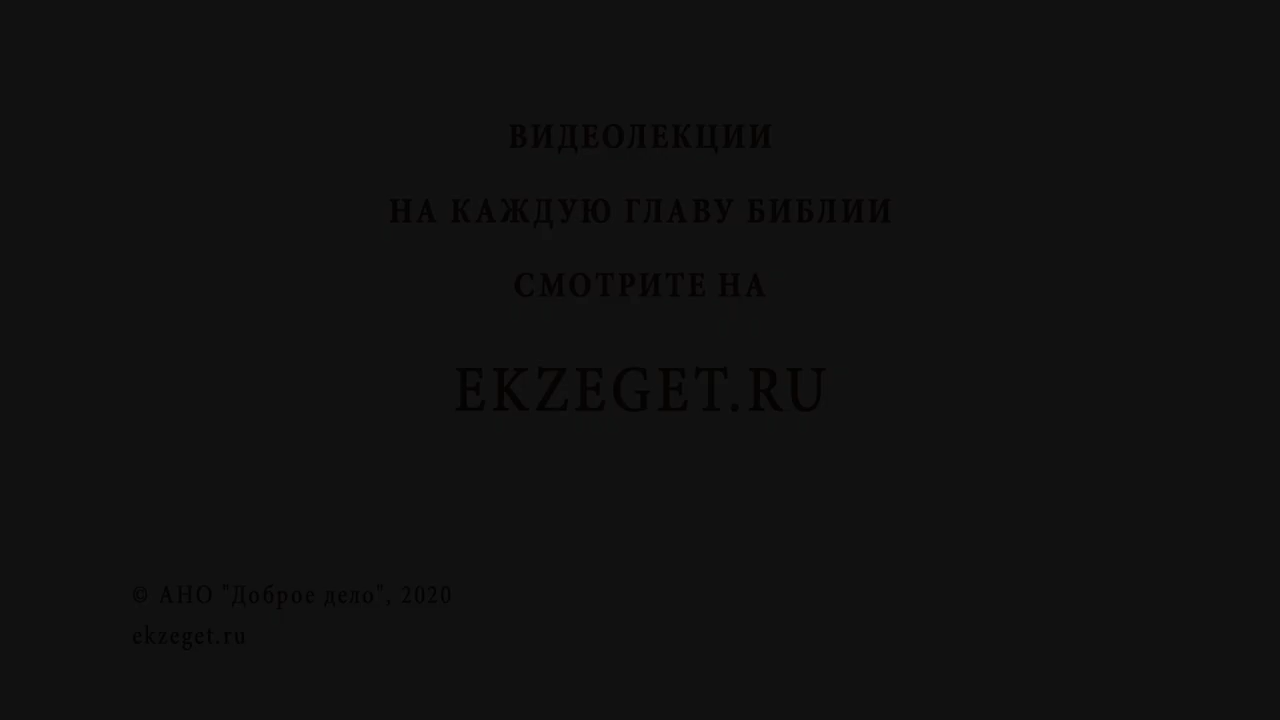 ВИДЕОЛЕКЦИИ
НА КАЖДУЮ ГЛАВУ БИБЛИИ
СМОТРИТЕ НА
EKZEGET.RU
© АНО "Доброе дело", 2020
ekzeget.ru